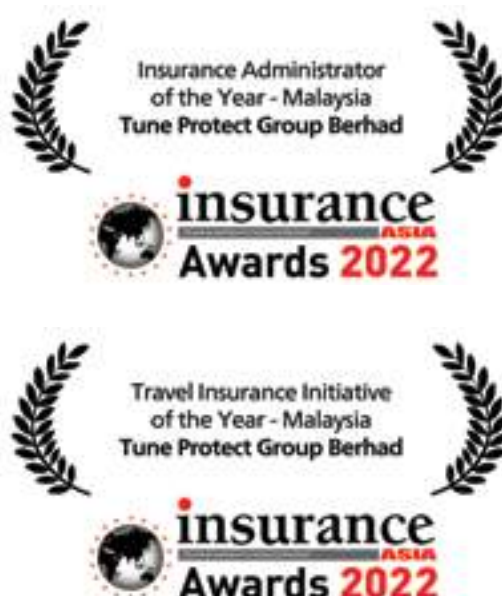 Insurance Administrator
of the Year - Malaysia
Tune Protect Group Berhad
insurance
ASIA
Awards 2022
Travel Insurance Initiative
of the Year - Malaysia
Tune Protect Group Berhad
insurance
ASIA
Awards 2022